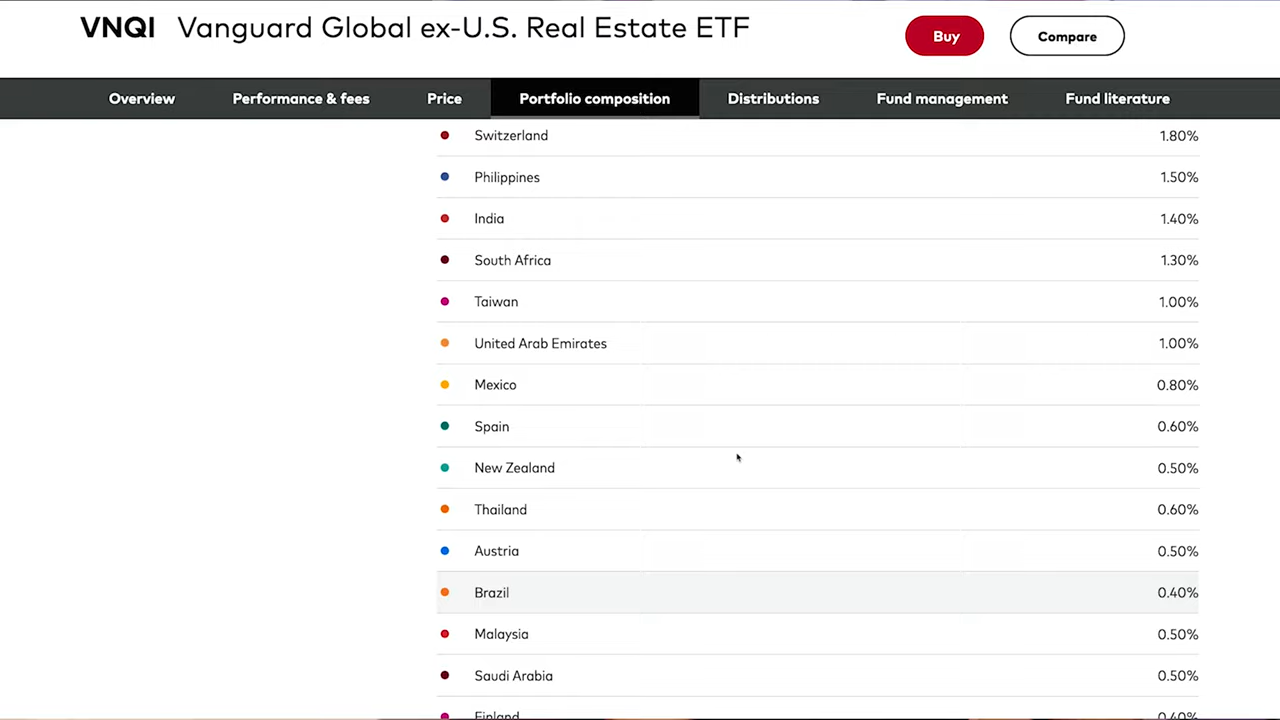 VNQI Vanguard Global ex-U.S. Real Estate ETF
Buy
Compare
Overview Performance & fees Price Portfolio composition Distributions Fund management Fund literature
Switzerland 1.80%
Philippines 1.50%
India 1.40%
South Africa 1.30%
Taiwan 1.00%
United Arab Emirates 1.00%
Mexico 0.80%
Spain 0.60%
New Zealand 0.50%
Thailand 0.60%
Austria 0.50%
Brazil 0.40%
Malaysia 0.50%
Saudi Arabia 0.50%
Finland 0.40%